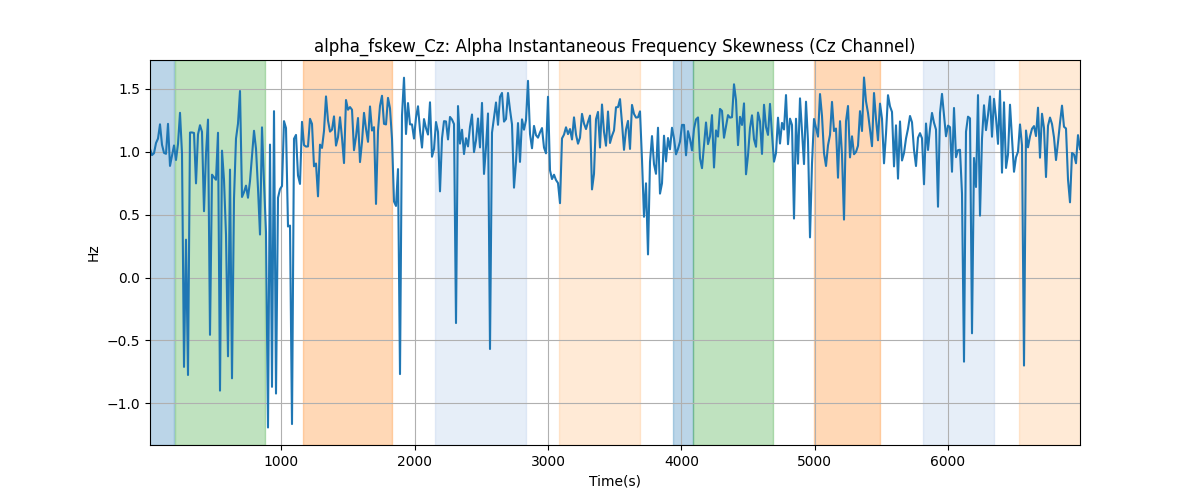 alpha_fskew_Cz: Alpha Instantaneous Frequency Skewness (Cz Channel)
1.5
1.0
0.5
0.0
−0.5
−1.0
Hz
1000 2000 3000 4000 5000 6000
Time(s)